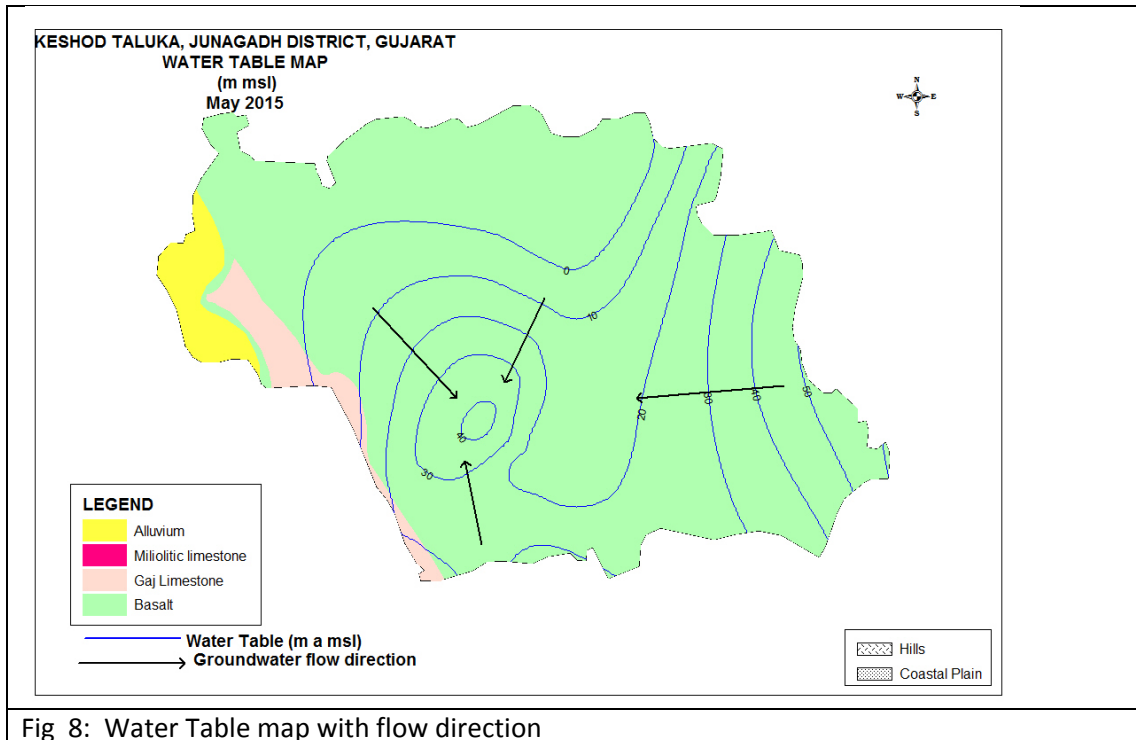 KESHOD TALUKA, JUNAGADH DISTRICT, GUJARAT
WATER TABLE MAP
(m msl)
May 2015
N
W E
S
0
10
20
30
40
50
40
30
LEGEND
Alluvium
Miliolitic limestone
Gaj Limestone
Basalt
Water Table (m a msl)
Groundwater flow direction
Hills
Coastal Plain
Fig 8: Water Table map with flow direction